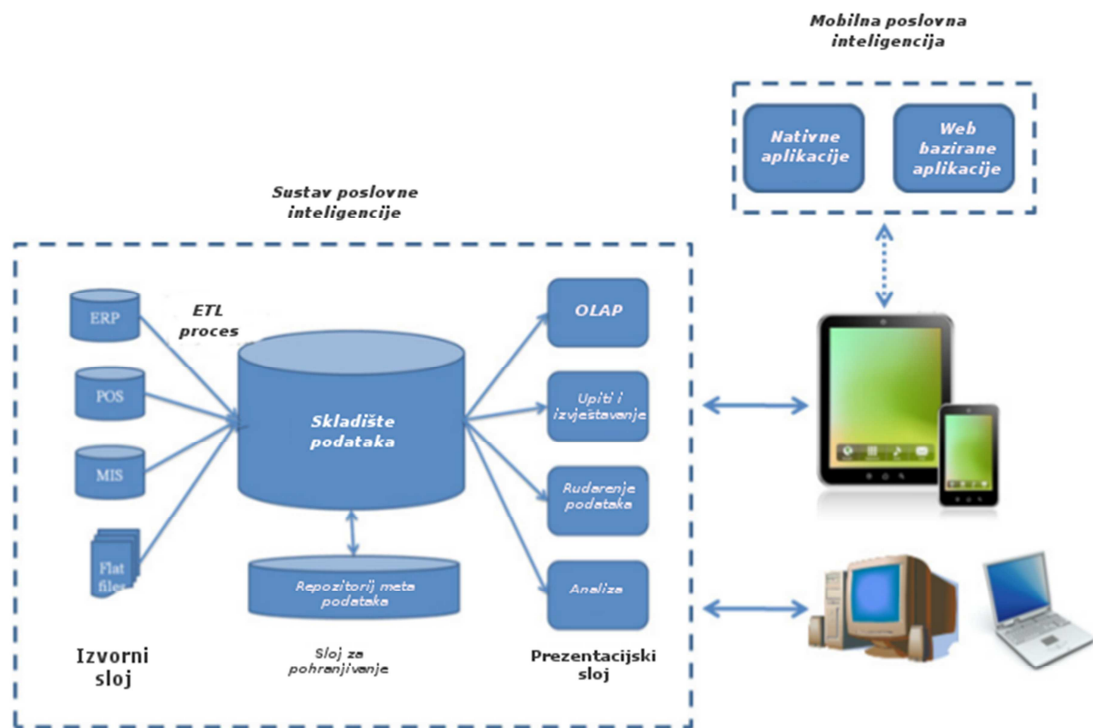 Mobilna poslovna
inteligencija
Nativne
aplikacije
Web
bazirane
aplikacije
Sustav poslovne
inteligencije
ERP
POS
MIS
Flat
files
ETL
proces
Skladište
podataka
Repozitorij meta
podataka
OLAP
Upiti i
izvještavanje
Rudarenje
podataka
Analiza
Izvorni
sloj
Sloj za
pohranjivanje
Prezentacijski
sloj